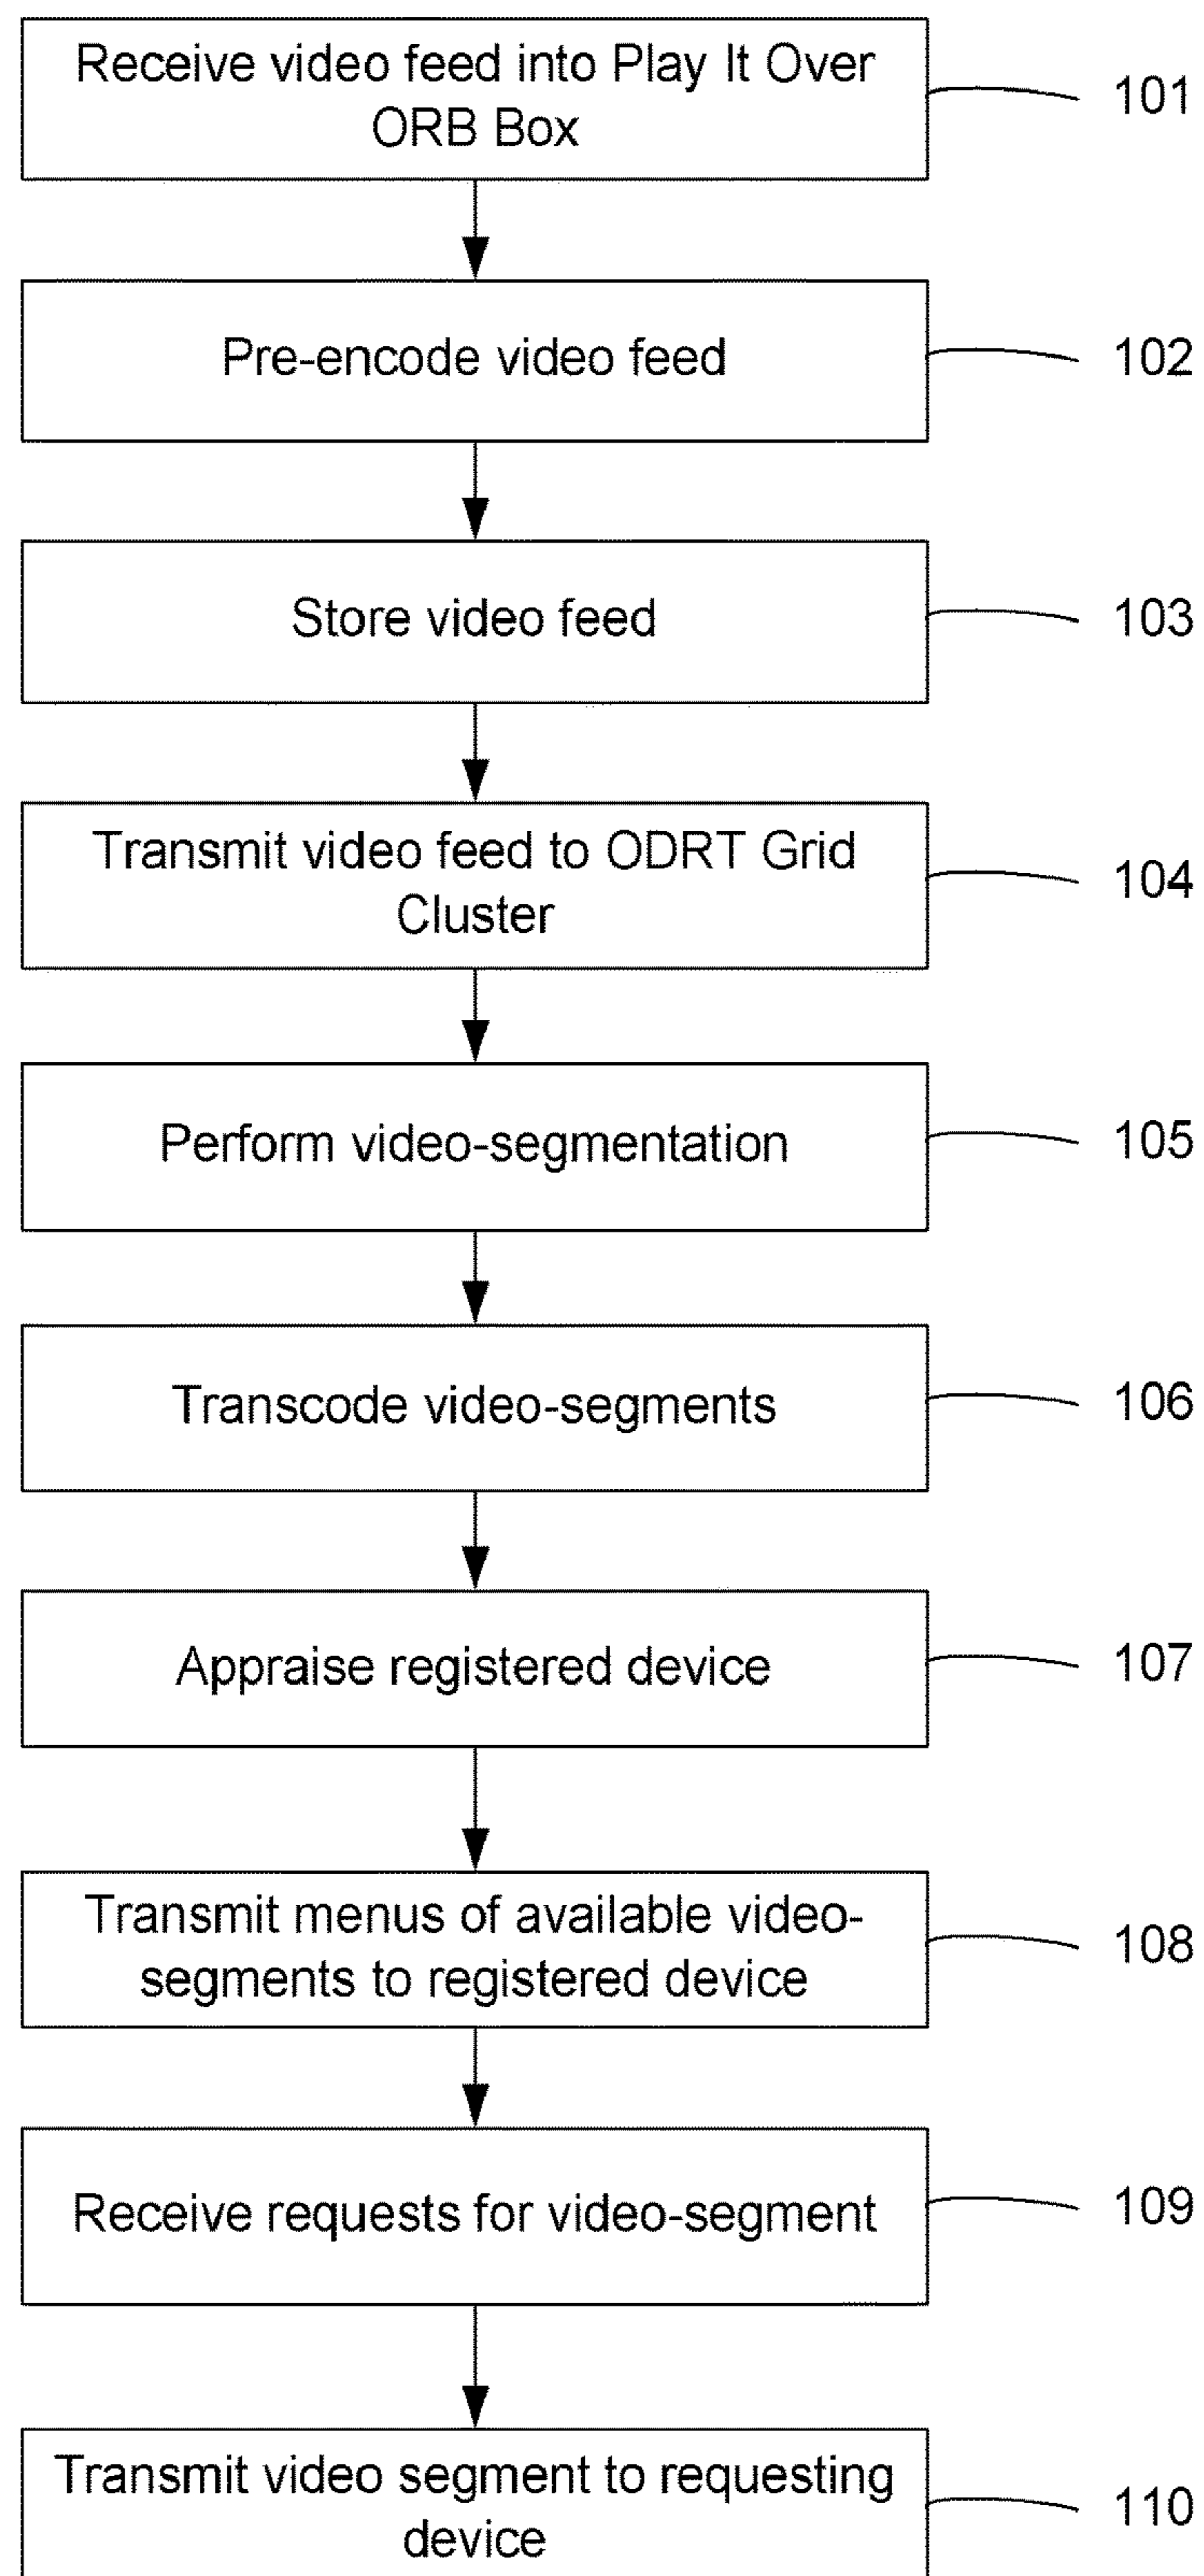 Receive video feed into Play It Over
ORB Box
101
Pre-encode video feed
102
Store video feed
103
Transmit video feed to ODRT Grid
Cluster
104
Perform video-segmentation
105
Transcode video-segments
106
Appraise registered device
107
Transmit menus of available video-
segments to registered device
108
Receive requests for video-segment
109
Transmit video segment to requesting
device
110